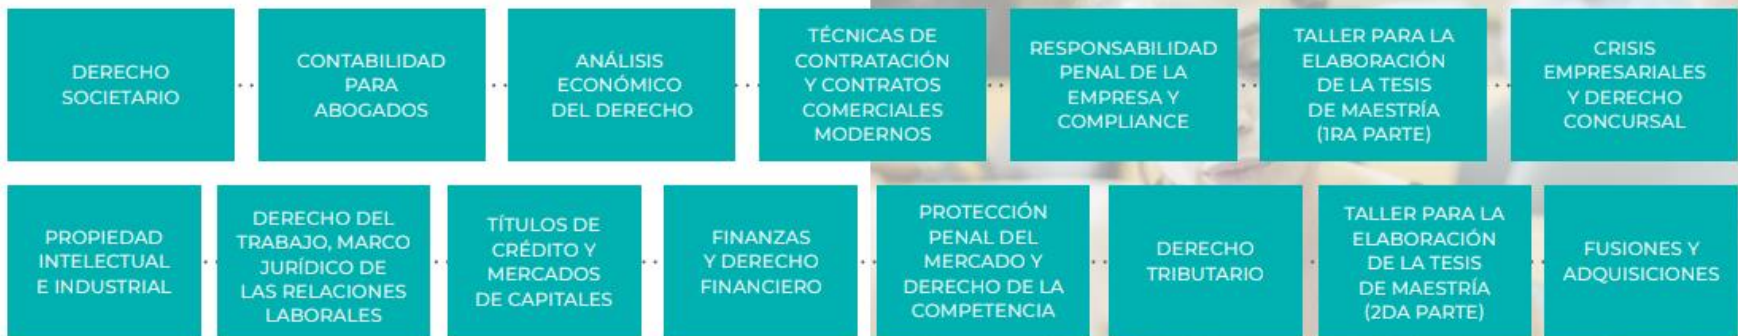 DERECHO
SOCIETARIO
CONTABILIDAD
PARA
ABOGADOS
ANÁLISIS
ECONÓMICO
DEL DERECHO
TÉCNICAS DE
CONTRATACIÓN
Y CONTRATOS
COMERCIALES
MODERNOS
RESPONSABILIDAD
PENAL DE LA
EMPRESA Y
COMPLIANCE
TALLER PARA LA
ELABORACIÓN
DE LA TESIS
DE MAESTRÍA
(1RA PARTE)
CRISIS
EMPRESARIALES
Y DERECHO
CONCURSAL
PROPIEDAD
INTELECTUAL
E INDUSTRIAL
DERECHO DEL
TRABAJO, MARCO
JURÍDICO DE
LAS RELACIONES
LABORALES
TÍTULOS DE
CRÉDITO Y
MERCADOS
DE CAPITALES
FINANZAS
Y DERECHO
FINANCIERO
PROTECCIÓN
PENAL DEL
MERCADO Y
DERECHO DE LA
COMPETENCIA
DERECHO
TRIBUTARIO
TALLER PARA LA
ELABORACIÓN
DE LA TESIS
DE MAESTRÍA
(2DA PARTE)
FUSIONES Y
ADQUISICIONES